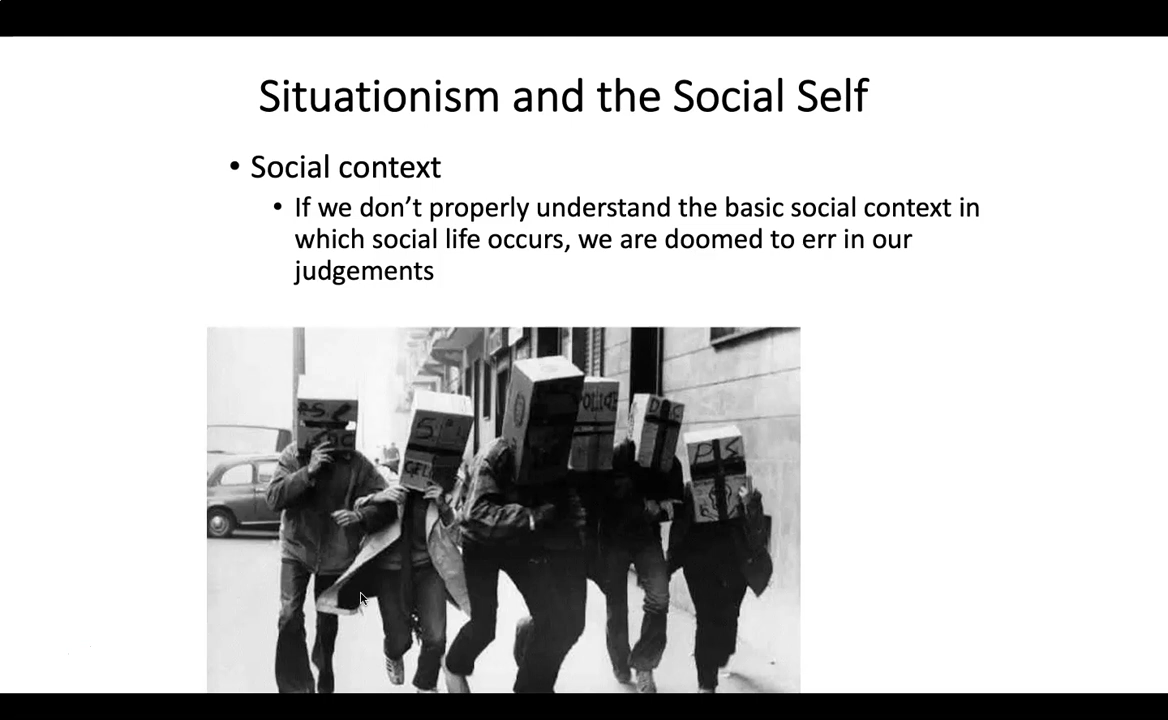 Situationism and the Social Self
• Social context
• If we don’t properly understand the basic social context in
which social life occurs, we are doomed to err in our
judgements